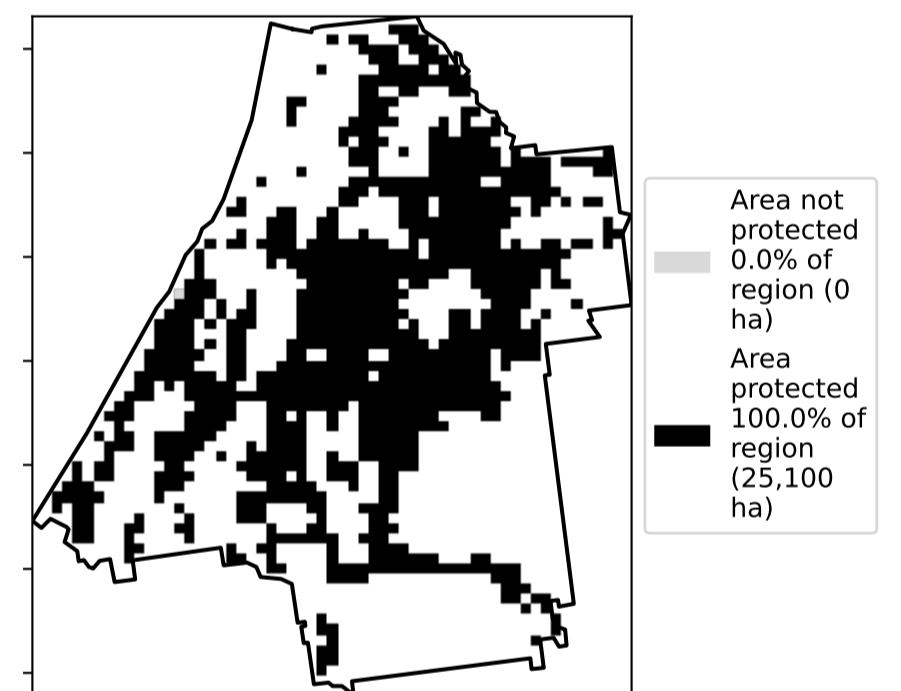 Area not
protected
0.0% of
region (0
ha)
Area
protected
100.0% of
region
(25,100
ha)